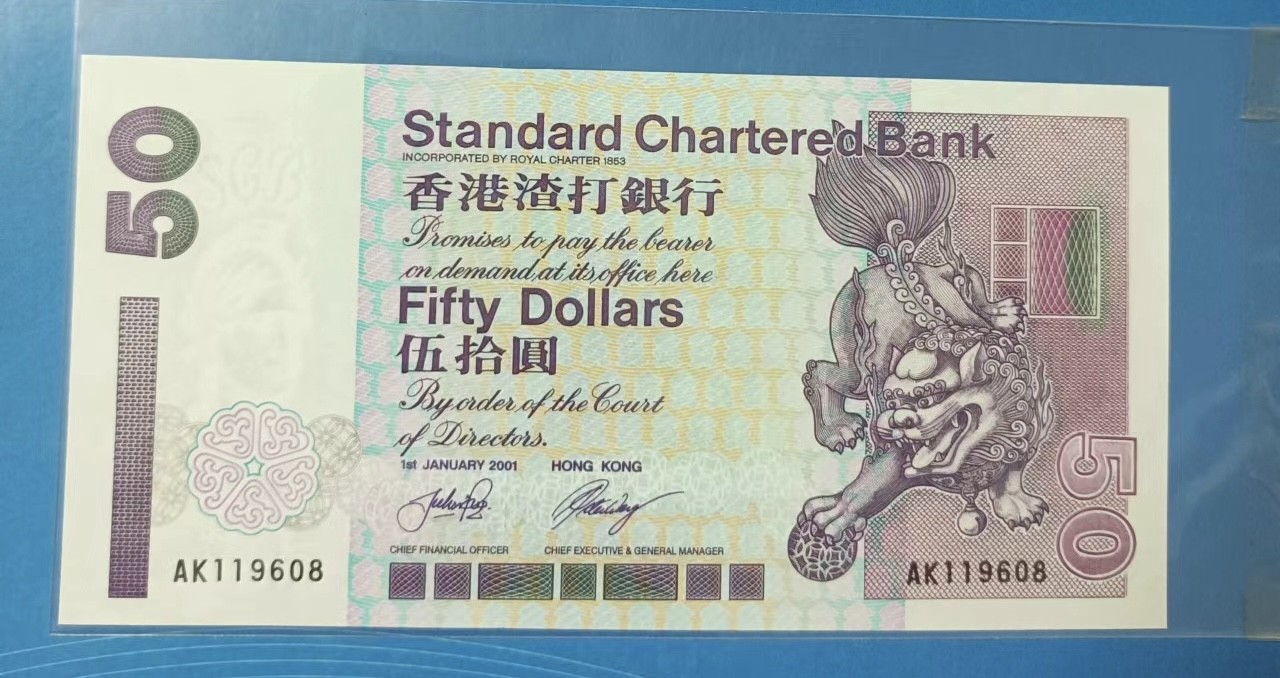 50
Standard Chartered Bank
INCORPORATED BY ROYAL CHARTER 1853
香港渣打銀行
Promises to pay the bearer
on demand at its office here
Fifty Dollars
伍拾圓
By order of the Court
of Directors.
1st JANUARY 2001 HONG KONG
CHIEF FINANCIAL OFFICER CHIEF EXECUTIVE & GENERAL MANAGER
AK119608
AK119608
50